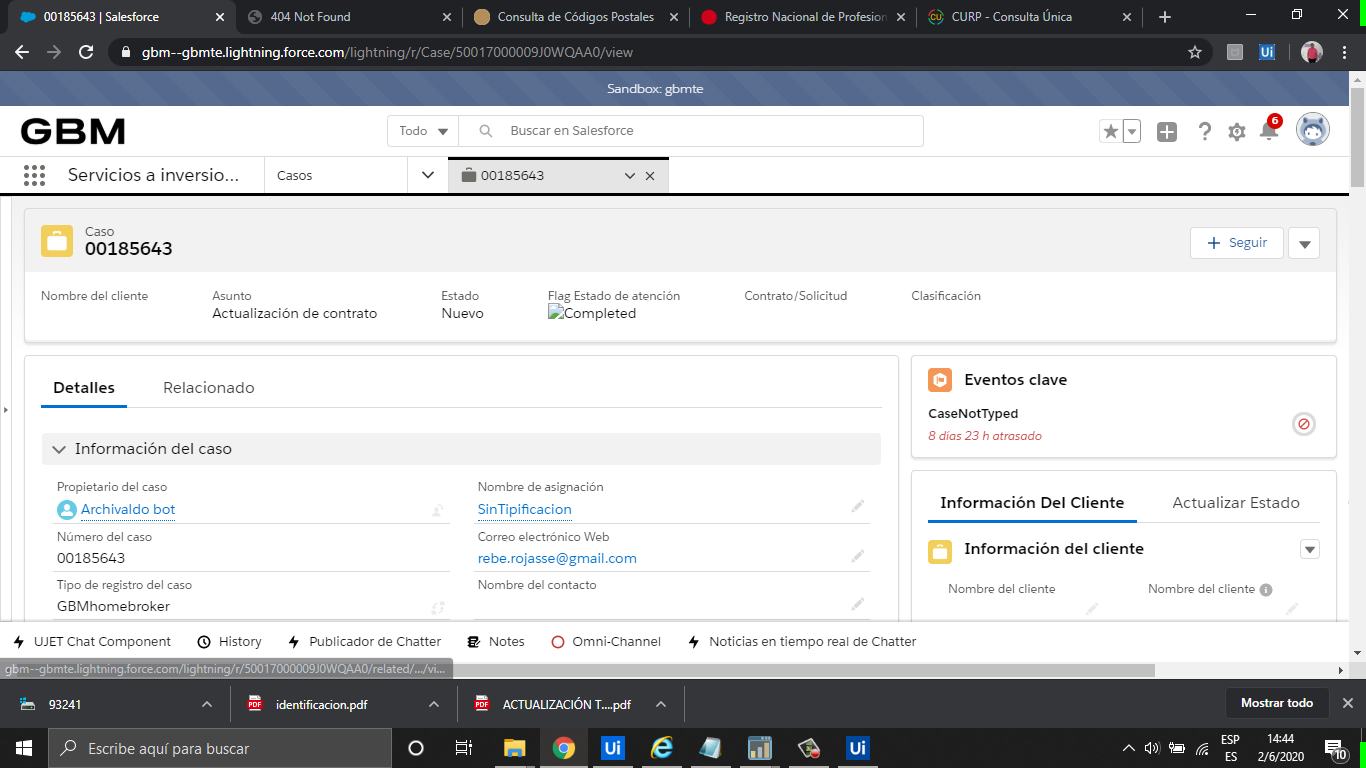 00185643 | Salesforce
404 Not Found
Consulta de Códigos Postales
Registro Nacional de Profesion
CURP - Consulta Única
gbm--gbmte.lightning.force.com/lightning/r/Case/50017000009J0WQAA0/view
Ui
Sandbox: gbmte
GBM
Todo
Buscar en Salesforce
6
Servicios a inversio...
Casos
00185643
Caso
00185643
Seguir
Nombre del cliente
Asunto
Estado
Flag Estado de atención
Contrato/Solicitud
Clasificación
Actualización de contrato
Nuevo
Completed
Detalles
Relacionado
Información del caso
Propietario del caso
Nombre de asignación
Archivaldo bot
SinTipificacion
Número del caso
Correo electrónico Web
00185643
rebe.rojasse@gmail.com
Tipo de registro del caso
Nombre del contacto
GBMhomebroker
Eventos clave
CaseNotTyped
8 días 23 h atrasado
Información Del Cliente
Actualizar Estado
Información del cliente
Nombre del cliente
Nombre del cliente
UJET Chat Component
History
Publicador de Chatter
Notes
Omni-Channel
Noticias en tiempo real de Chatter
gbm--gbmte.lightning.force.com/lightning/r/50017000009J0WQAA0/related/.../vi...
93241
PDF
identificacion.pdf
PDF
ACTUALIZACIÓN T....pdf
Mostrar todo
Escribe aquí para buscar
Ui
Ui
ESP
ES
14:44
2/6/2020
10